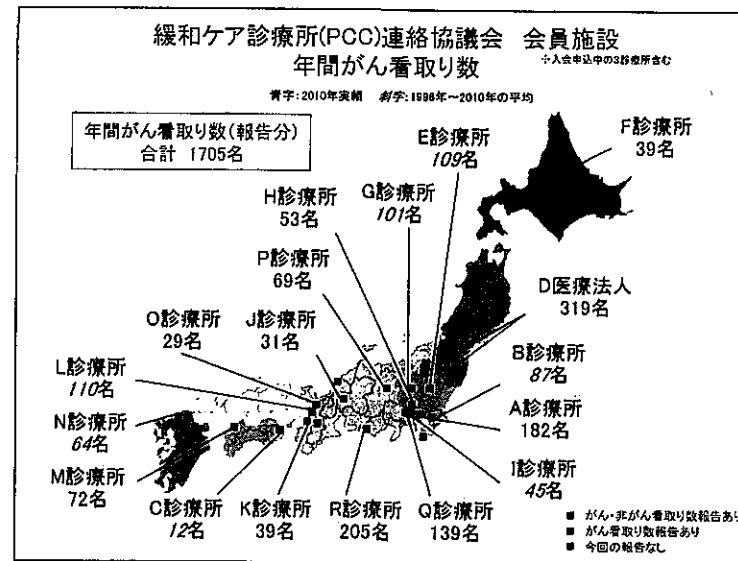 緩和ケア診療所(PCC)連絡協議会 会員施設
年間がん看取り数
※入会申込中の3診療所含む
青字:2010年実績 斜字:1996年~2010年の平均
年間がん看取り数(報告分)
合計 1705名
E診療所
109名
F診療所
39名
G診療所
101名
H診療所
53名
P診療所
69名
D医療法人
319名
O診療所
29名
J診療所
31名
B診療所
87名
L診療所
110名
A診療所
182名
N診療所
64名
I診療所
45名
M診療所
72名
C診療所
12名
K診療所
39名
R診療所
205名
Q診療所
139名
■ がん・非がん看取り数報告あり
■ がん看取り数報告あり
■ 今回の報告なし